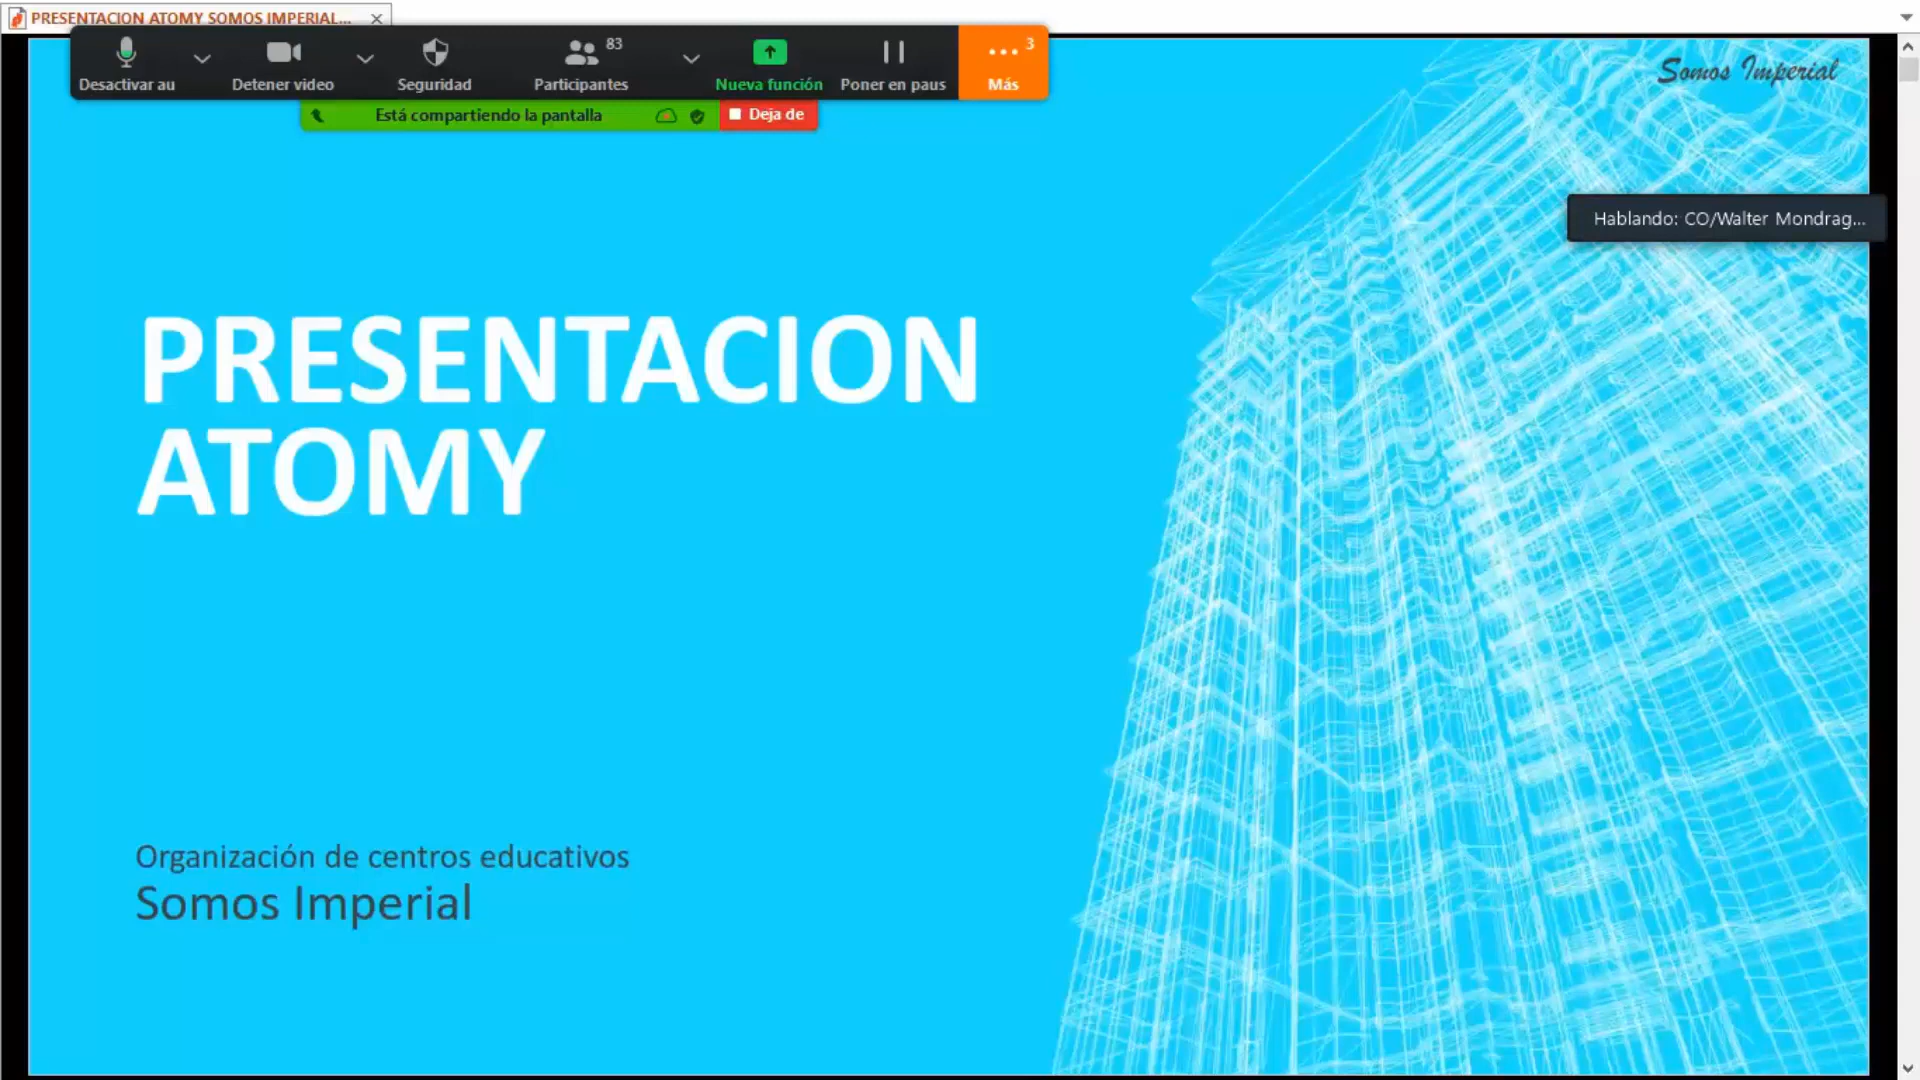 PRESENTACION ATOMY SOMOS IMPERIAL...
Desactivar au
Detener video
Seguridad
Participantes
83
Nueva función
Poner en paus
Más
3
Está compartiendo la pantalla
Deja de
Somos Imperial
Hablando: CO/Walter Mondrag...
PRESENTACION
ATOMY
Organización de centros educativos
Somos Imperial